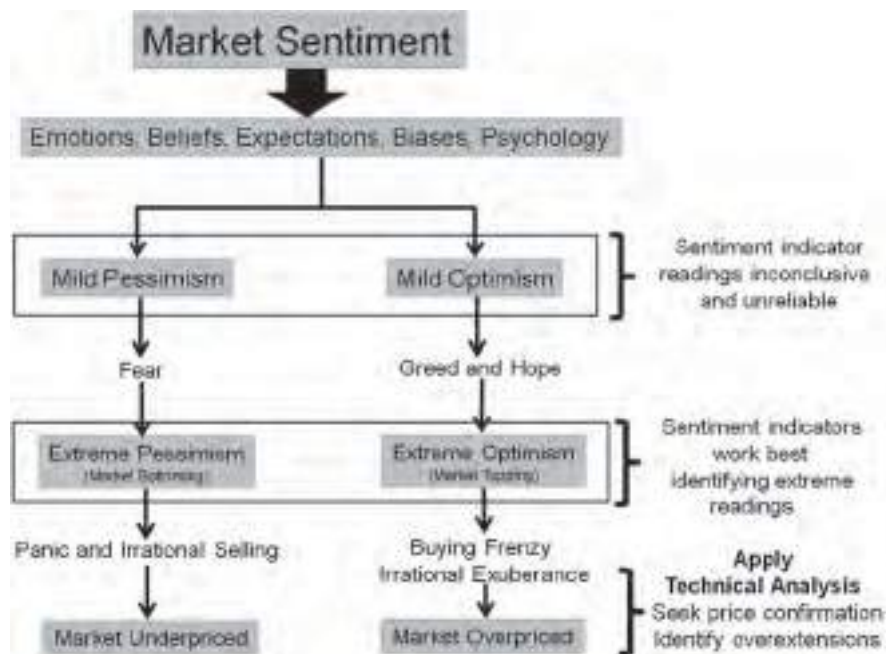 Market Sentiment
Emotions, Beliefs, Expectations, Biases, Psychology
Mild Pessimism
Mild Optimism
Sentiment indicator
readings inconclusive
and unreliable
Fear
Greed and Hope
Extreme Pessimism
(Market Bottoming)
Extreme Optimism
(Market Topping)
Sentiment indicators
work best
identifying extreme
readings
Panic and Irrational Selling
Buying Frenzy
Irrational Exuberance
Market Underpriced
Market Overpriced
Apply
Technical Analysis
Seek price confirmation
Identify overextensions